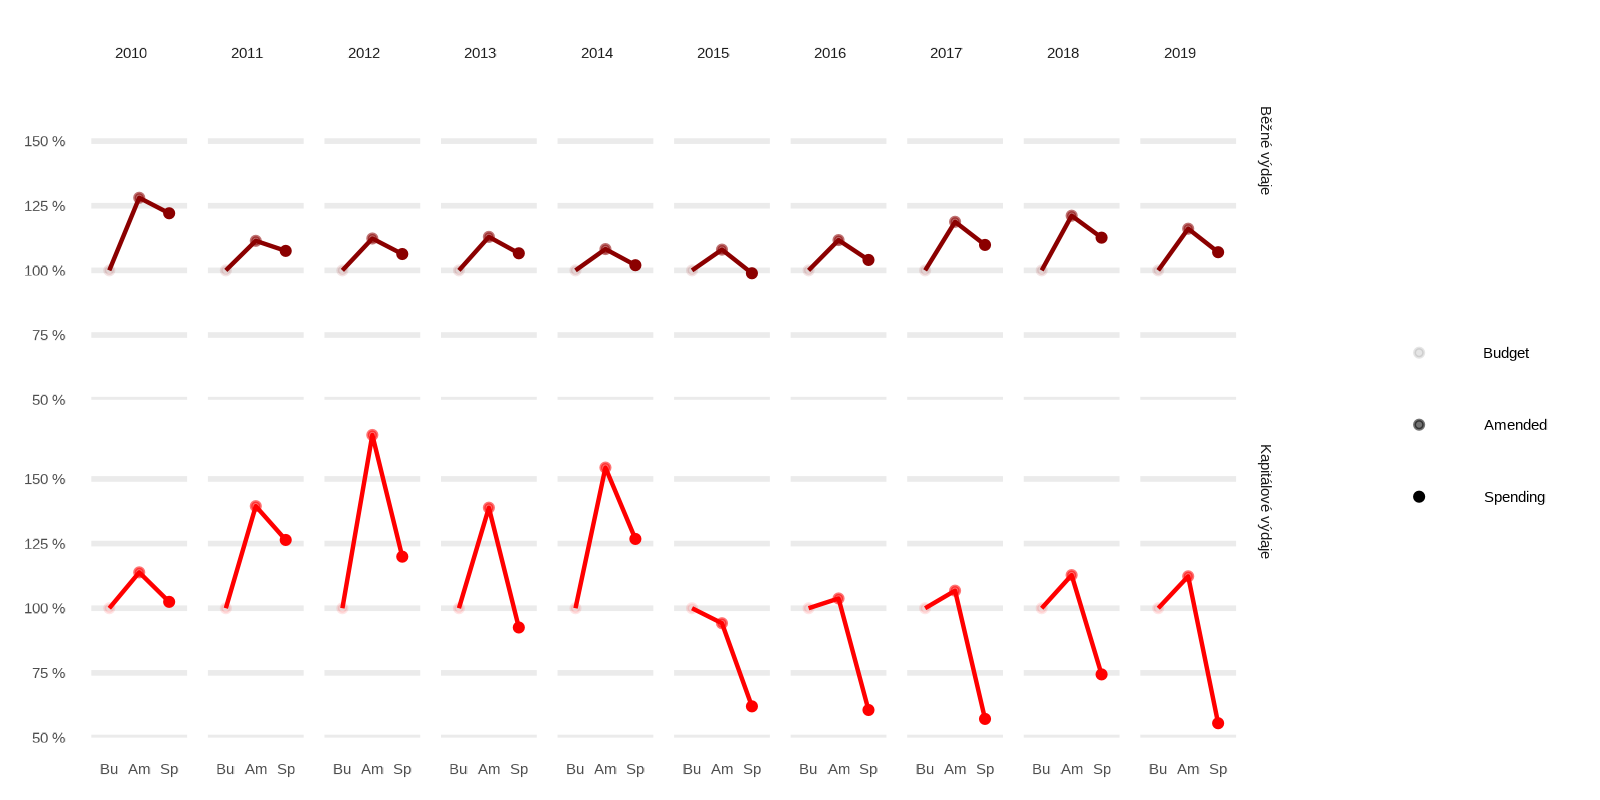 2010 2011 2012 2013 2014 2015 2016 2017 2018 2019
150 %
125 %
100 %
75 %
50 %
Běžné výdaje
150 %
125 %
100 %
75 %
50 %
Kapitálové výdaje
Bu Am Sp Bu Am Sp Bu Am Sp Bu Am Sp Bu Am Sp Bu Am Sp Bu Am Sp Bu Am Sp Bu Am Sp Bu Am Sp
Budget
Amended
Spending